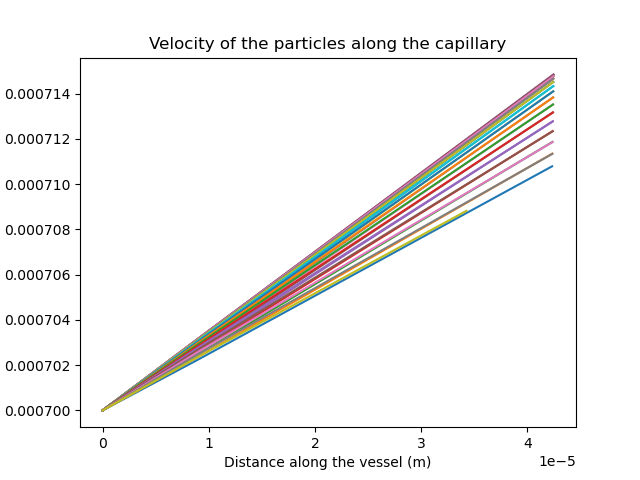 Velocity of the particles along the capillary
0.000714
0.000712
0.000710
0.000708
0.000706
0.000704
0.000702
0.000700
0 1 2 3 4
1e−5
Distance along the vessel (m)